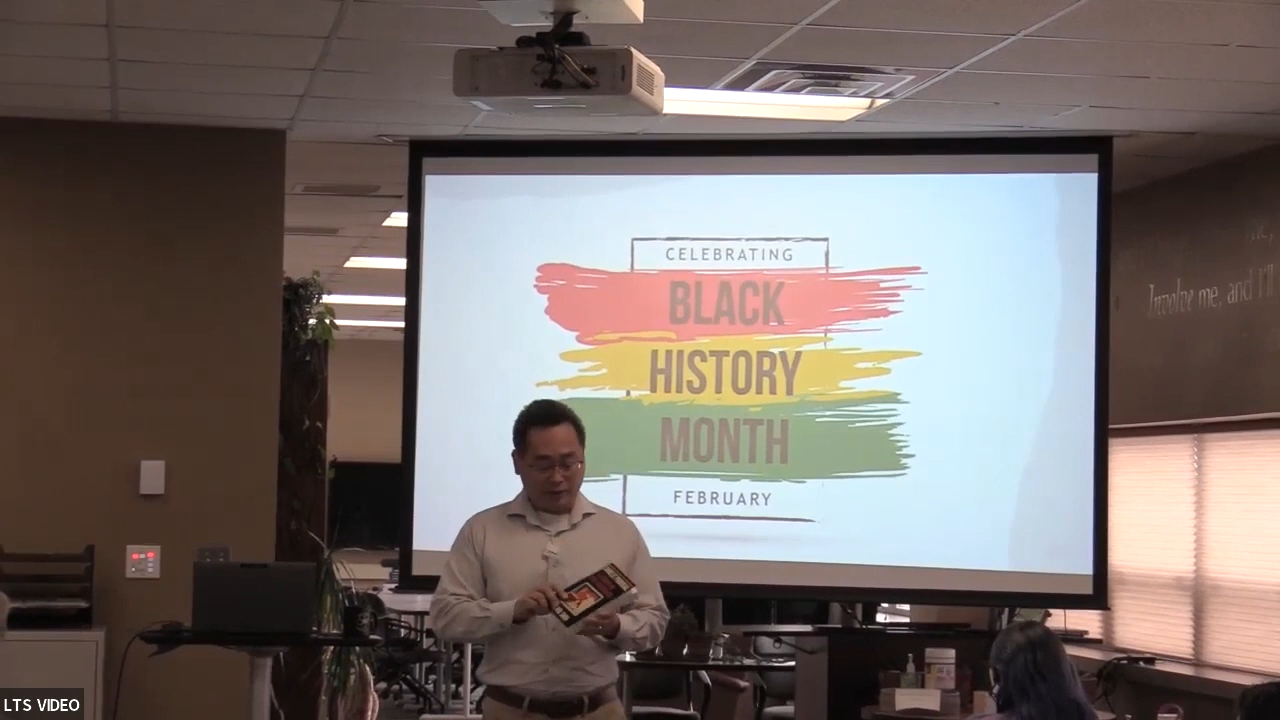 CELEBRATING
BLACK
HISTORY
MONTH
FEBRUARY
Involve me, and I'll
LTS VIDEO